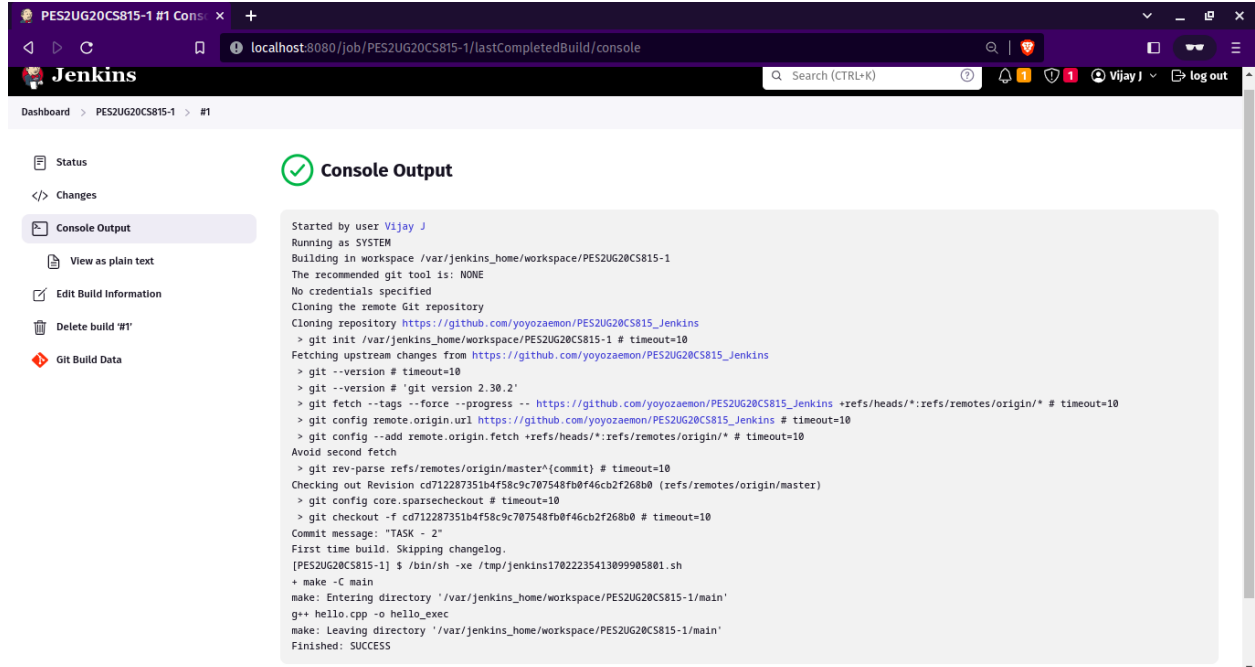 PES2UG20CS815-1 #1 Cons
localhost:8080/job/PES2UG20CS815-1/lastCompletedBuild/console
Jenkins
Search (CTRL+K)
1
1
Vijay J
log out
Dashboard > PES2UG20CS815-1 > #1
Status
Changes
Console Output
View as plain text
Edit Build Information
Delete build '#1'
Git Build Data
Console Output
Started by user Vijay J
Running as SYSTEM
Building in workspace /var/jenkins_home/workspace/PES2UG20CS815-1
The recommended git tool is: NONE
No credentials specified
Cloning the remote Git repository
Cloning repository https://github.com/yoyozaemon/PES2UG20CS815_Jenkins
> git init /var/jenkins_home/workspace/PES2UG20CS815-1 # timeout=10
Fetching upstream changes from https://github.com/yoyozaemon/PES2UG20CS815_Jenkins
> git --version # timeout=10
> git --version # 'git version 2.30.2'
> git fetch --tags --force --progress -- https://github.com/yoyozaemon/PES2UG20CS815_Jenkins +refs/heads/*:refs/remotes/origin/* # timeout=10
> git config remote.origin.url https://github.com/yoyozaemon/PES2UG20CS815_Jenkins # timeout=10
> git config --add remote.origin.fetch +refs/heads/*:refs/remotes/origin/* # timeout=10
Avoid second fetch
> git rev-parse refs/remotes/origin/master^{commit} # timeout=10
Checking out Revision cd712287351b4f58c9c707548fb0f46cb2f268b0 (refs/remotes/origin/master)
> git config core.sparsecheckout # timeout=10
> git checkout -f cd712287351b4f58c9c707548fb0f46cb2f268b0 # timeout=10
Commit message: "TASK - 2"
First time build. Skipping changelog.
[PES2UG20CS815-1] $ /bin/sh -xe /tmp/jenkins17022235413099905801.sh
+ make -C main
make: Entering directory '/var/jenkins_home/workspace/PES2UG20CS815-1/main'
g++ hello.cpp -o hello_exec
make: Leaving directory '/var/jenkins_home/workspace/PES2UG20CS815-1/main'
Finished: SUCCESS